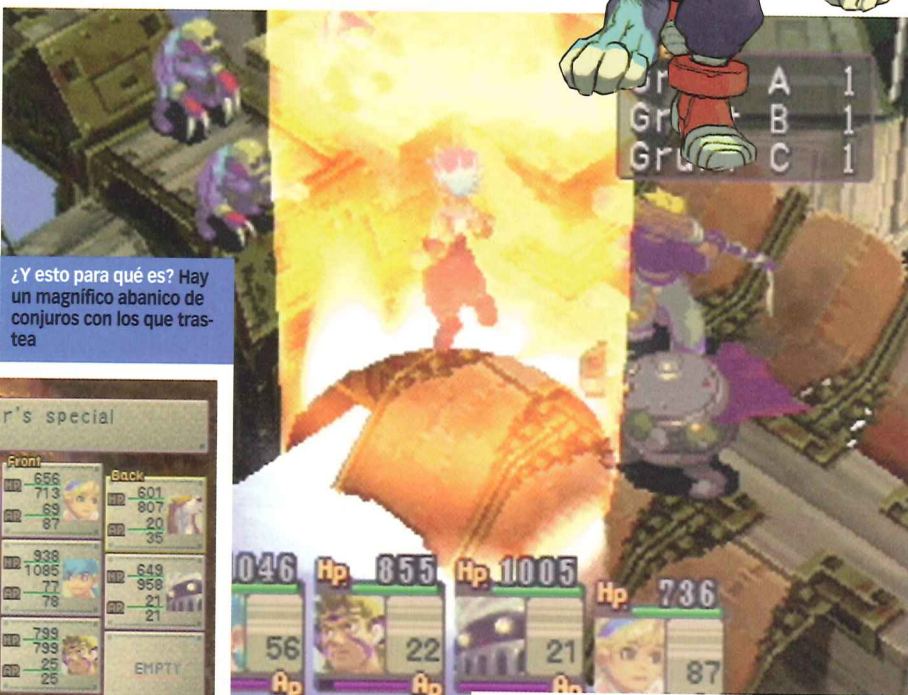 A 1
Gr B 1
Gru C 1
¿Y esto para qué es? Hay
un magnífico abanico de
conjuros con los que tras-
tea
r's special
Front
HP 656
713
AP 69
87
HP 938
1085
AP 77
78
HP 799
799
AP 25
25
Back
HP 601
807
AP 20
35
HP 649
958
AP 21
21
EMPTY
1046 Hp 855 Hp 1005 Hp 736
56 22 21 87
Ap Ap Ap